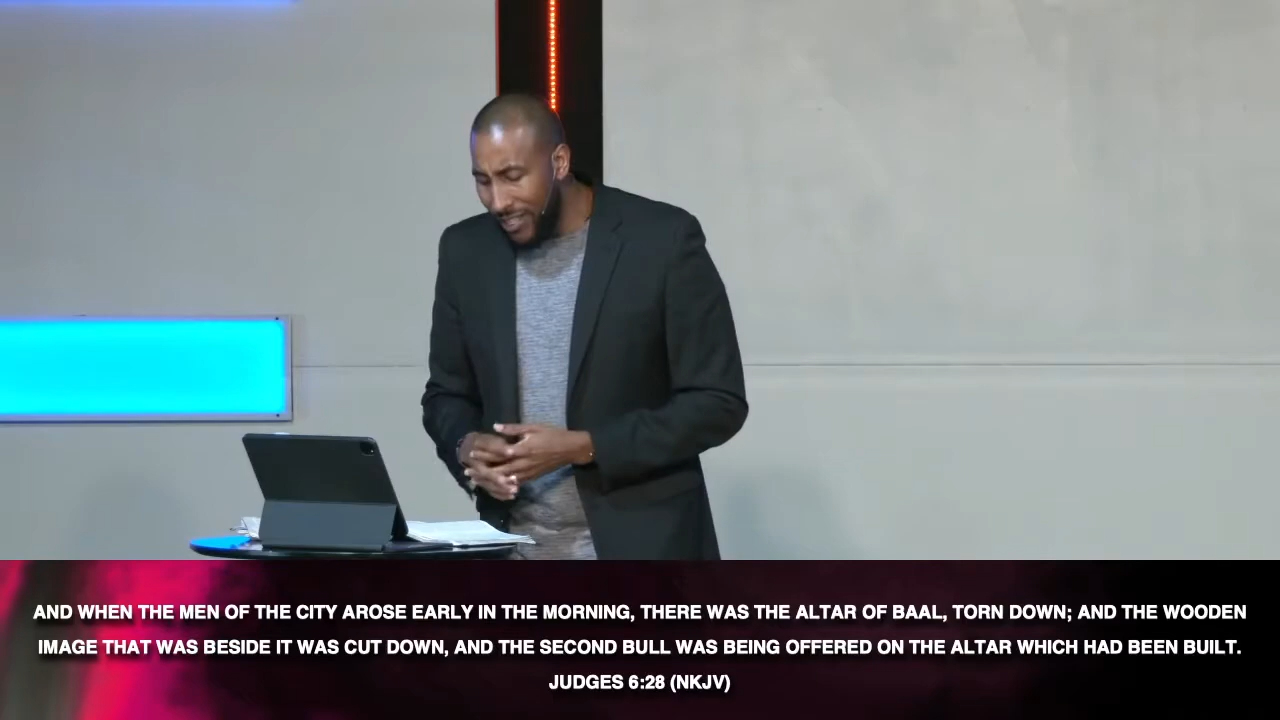 AND WHEN THE MEN OF THE CITY AROSE EARLY IN THE MORNING, THERE WAS THE ALTAR OF BAAL, TORN DOWN; AND THE WOODEN
IMAGE THAT WAS BESIDE IT WAS CUT DOWN, AND THE SECOND BULL WAS BEING OFFERED ON THE ALTAR WHICH HAD BEEN BUILT.
JUDGES 6:28 (NKJV)